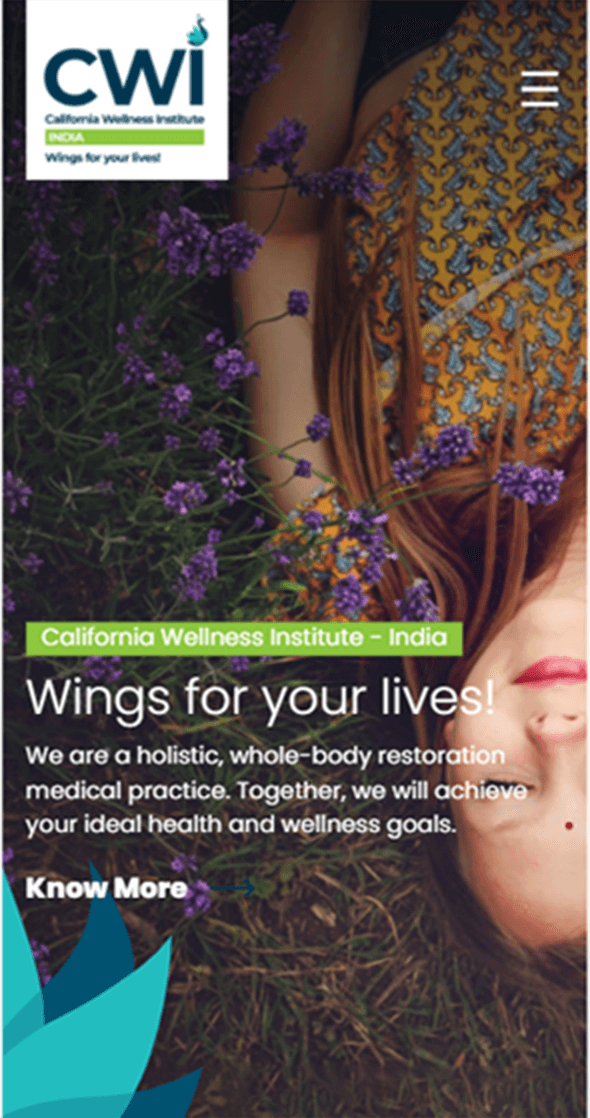 CWI
California Wellness Institute
INDIA
Wings for your lives!
California Wellness Institute - India
Wings for your lives!
We are a holistic, whole-body restoration
medical practice. Together, we will achieve
your ideal health and wellness goals.
Know More